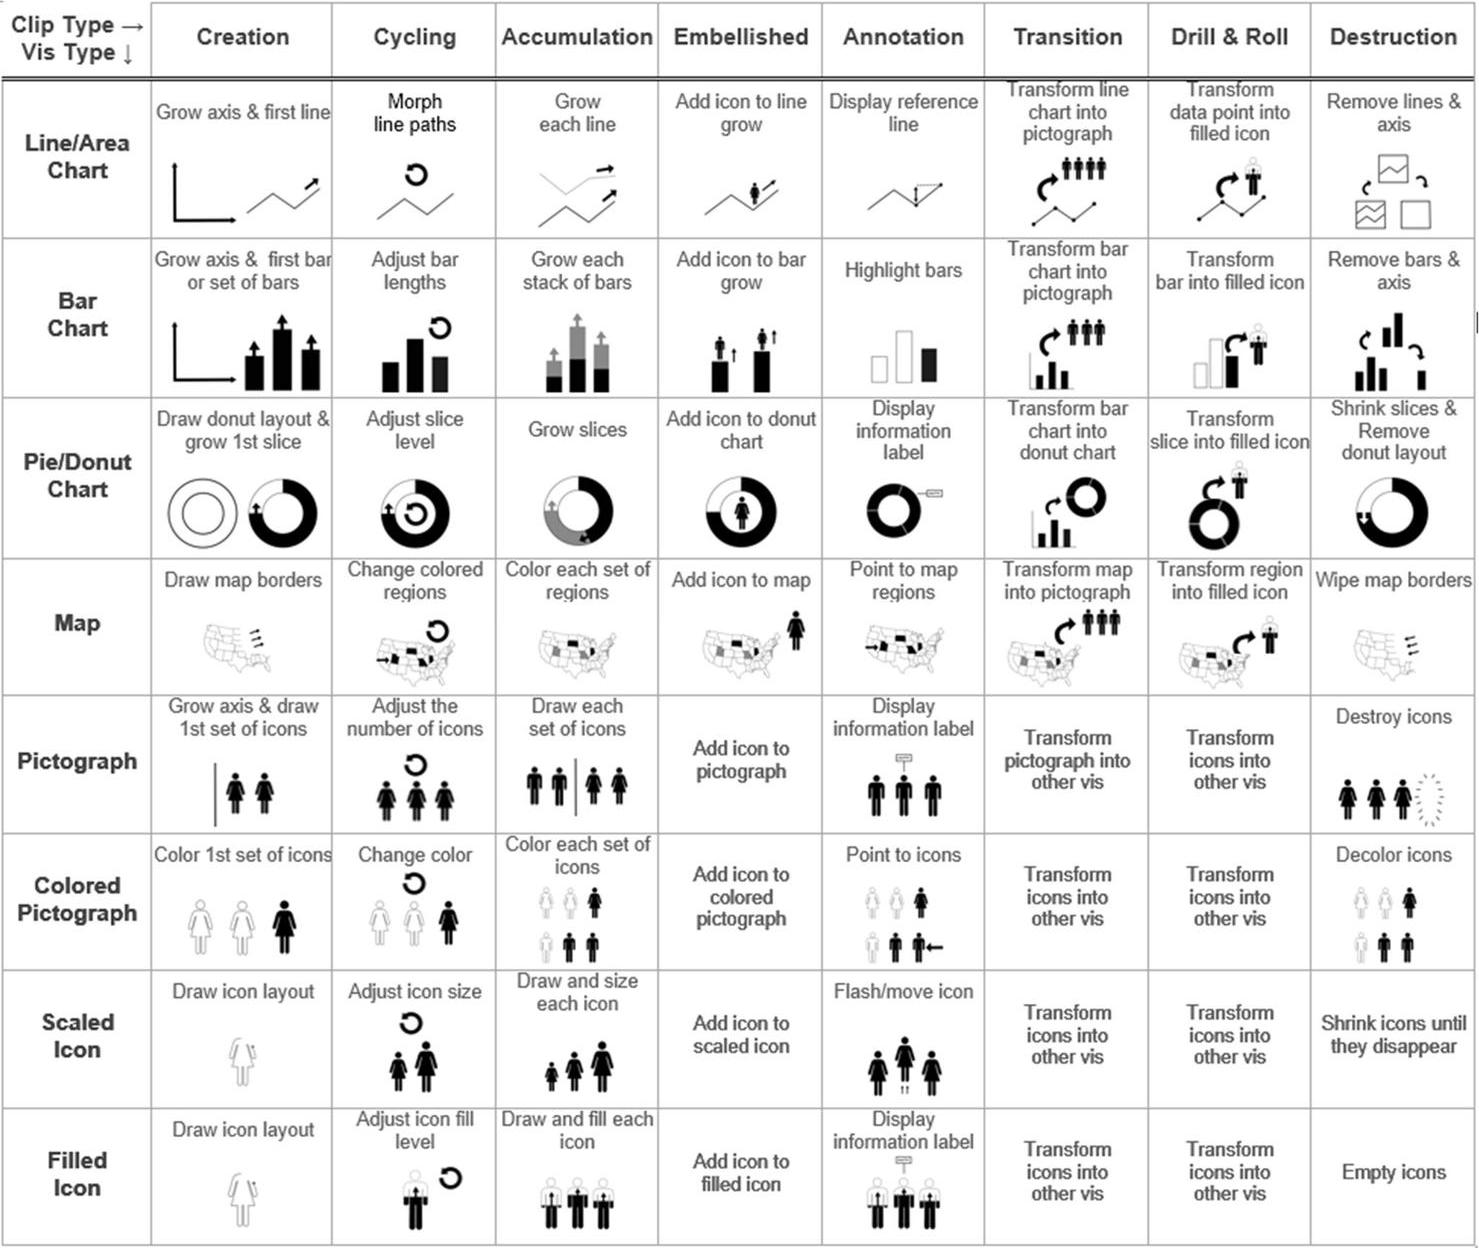 Clip Type →
Vis Type ↓
Creation
Cycling
Accumulation
Embellished
Annotation
Transition
Drill & Roll
Destruction
Line/Area
Chart
Grow axis & first line
Morph
line paths
Grow
each line
Add icon to line
grow
Display reference
line
Transform line
chart into
pictograph
Transform
data point into
filled icon
Remove lines &
axis
Bar
Chart
Grow axis & first bar
or set of bars
Adjust bar
lengths
Grow each
stack of bars
Add icon to bar
grow
Highlight bars
Transform bar
chart into
pictograph
Transform
bar into filled icon
Remove bars &
axis
Pie/Donut
Chart
Draw donut layout &
grow 1st slice
Adjust slice
level
Grow slices
Add icon to donut
chart
Display
information
label
Transform bar
chart into
donut chart
Transform
slice into filled icon
Shrink slices &
Remove
donut layout
Map
Draw map borders
Change colored
regions
Color each set of
regions
Add icon to map
Point to map
regions
Transform map
into pictograph
Transform region
into filled icon
Wipe map borders
Pictograph
Grow axis & draw
1st set of icons
Adjust the
number of icons
Draw each
set of icons
Add icon to
pictograph
Display
information label
Transform
pictograph into
other vis
Transform
icons into
other vis
Destroy icons
Colored
Pictograph
Color 1st set of icons
Change color
Color each set of
icons
Add icon to
colored
pictograph
Point to icons
Transform
icons into
other vis
Transform
icons into
other vis
Decolor icons
Scaled
Icon
Draw icon layout
Adjust icon size
Draw and size
each icon
Add icon to
scaled icon
Flash/move icon
Transform
icons into
other vis
Transform
icons into
other vis
Shrink icons until
they disappear
Filled
Icon
Draw icon layout
Adjust icon fill
level
Draw and fill each
icon
Add icon to
filled icon
Display
information label
Transform
icons into
other vis
Transform
icons into
other vis
Empty icons